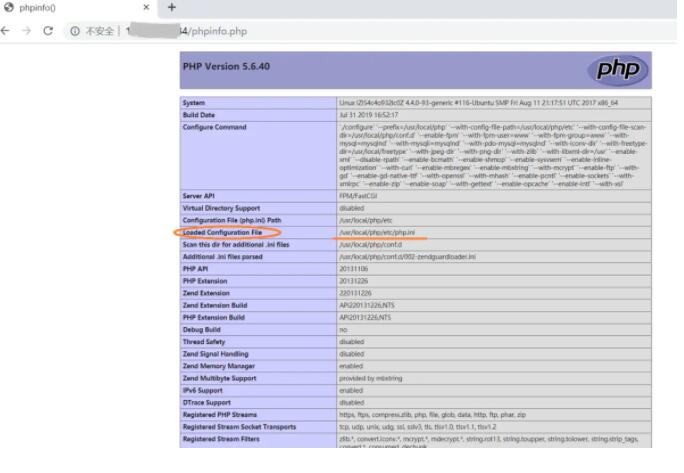 phpinfo()
不安全 | 1 34/phpinfo.php
PHP Version 5.6.40
php
System Linux iZj54c4c932lc0Z 4.4.0-93-generic #116-Ubuntu SMP Fri Aug 11 21:17:51 UTC 2017 x86_64
Build Date Jul 31 2019 16:52:17
Configure Command './configure' '--prefix=/usr/local/php' '--with-config-file-path=/usr/local/php/etc' '--with-config-file-scan-
dir=/usr/local/php/conf.d' '--enable-fpm' '--with-fpm-user=www' '--with-fpm-group=www' '--with-
mysql=mysqlnd' '--with-mysqli=mysqlnd' '--with-pdo-mysql=mysqlnd' '--with-iconv-dir' '--with-freetype-
dir=/usr/local/freetype' '--with-jpeg-dir' '--with-png-dir' '--with-zlib' '--with-libxml-dir=/usr' '--enable-
xml' '--disable-rpath' '--enable-bcmath' '--enable-shmop' '--enable-sysvsem' '--enable-inline-
optimization' '--with-curl' '--enable-mbregex' '--enable-mbstring' '--with-mcrypt' '--enable-ftp' '--with-
gd' '--enable-gd-native-ttf' '--with-openssl' '--with-mhash' '--enable-pcntl' '--enable-sockets' '--with-
xmlrpc' '--enable-zip' '--enable-soap' '--with-gettext' '--enable-opcache' '--enable-intl' '--with-xsl'
Server API FPM/FastCGI
Virtual Directory Support disabled
Configuration File (php.ini) Path /usr/local/php/etc
Loaded Configuration File /usr/local/php/etc/php.ini
Scan this dir for additional .ini files /usr/local/php/conf.d
Additional .ini files parsed /usr/local/php/conf.d/002-zendguardloader.ini
PHP API 20131106
PHP Extension 20131226
Zend Extension 220131226
Zend Extension Build API220131226,NTS
PHP Extension Build API20131226,NTS
Debug Build no
Thread Safety disabled
Zend Signal Handling disabled
Zend Memory Manager enabled
Zend Multibyte Support provided by mbstring
IPv6 Support enabled
DTrace Support disabled
Registered PHP Streams https, ftps, compress.zlib, php, file, glob, data, http, ftp, phar, zip
Registered Stream Socket Transports tcp, udp, unix, udg, ssl, sslv3, tls, tlsv1.0, tlsv1.1, tlsv1.2
Registered Stream Filters zlib.*, convert.iconv.*, mcrypt.*, mdecrypt.*, string.rot13, string.toupper, string.tolower, string.strip_tags,
convert.*, consumed, dechunk